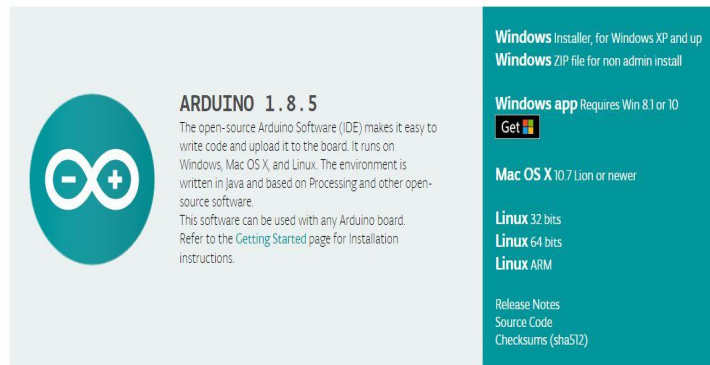 ARDUINO 1.8.5
The open-source Arduino Software (IDE) makes it easy to
write code and upload it to the board. It runs on
Windows, Mac OS X, and Linux. The environment is
written in Java and based on Processing and other open-
source software.
This software can be used with any Arduino board.
Refer to the Getting Started page for Installation
instructions.
Windows Installer, for Windows XP and up
Windows ZIP file for non admin install
Windows app Requires Win 8.1 or 10
Get
Mac OS X 10.7 Lion or newer
Linux 32 bits
Linux 64 bits
Linux ARM
Release Notes
Source Code
Checksums (sha512)